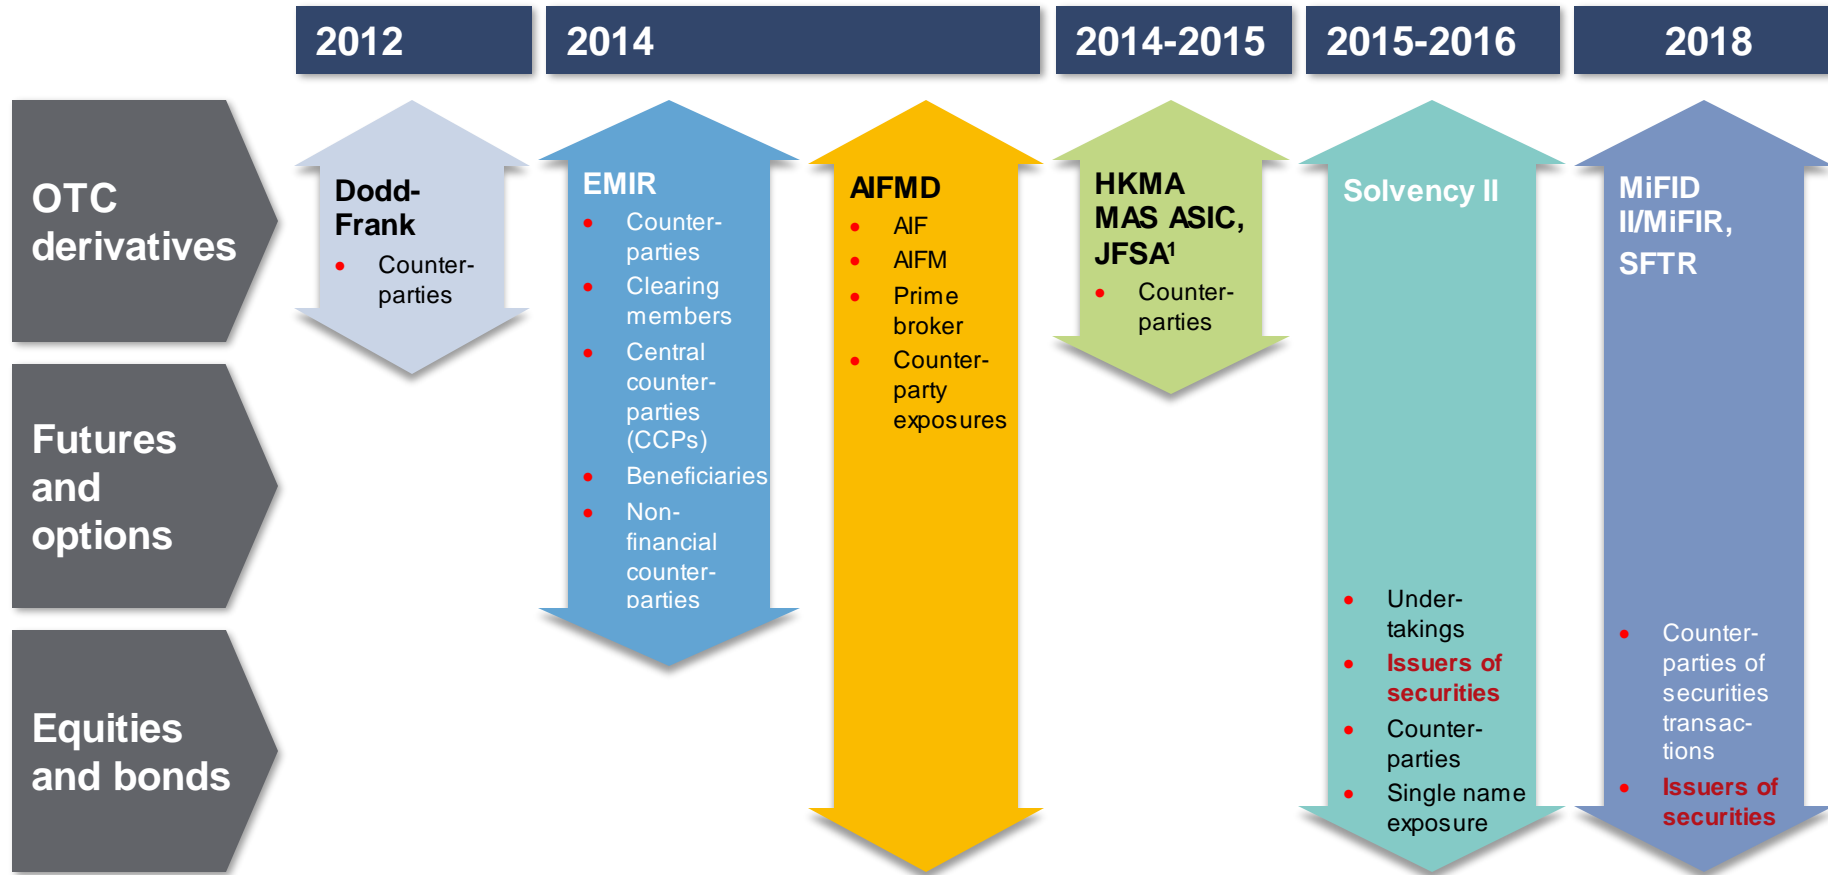 2012
2014
2014-2015
2015-2016
2018
OTC
derivatives
Futures
and
options
Equities
and bonds
Dodd-
Frank
• Counter-
parties
EMIR
• Counter-
parties
• Clearing
members
• Central
counter-
parties
(CCPs)
• Beneficiaries
• Non-
financial
counter-
parties
AIFMD
• AIF
• AIFM
• Prime
broker
• Counter-
party
exposures
HKMA
MAS ASIC,
JFSA¹
• Counter-
parties
Solvency II
• Under-
takings
• Issuers of
securities
• Counter-
parties
• Single name
exposure
MiFID
II/MiFIR,
SFTR
• Counter-
parties of
securities
transac-
tions
• Issuers of
securities